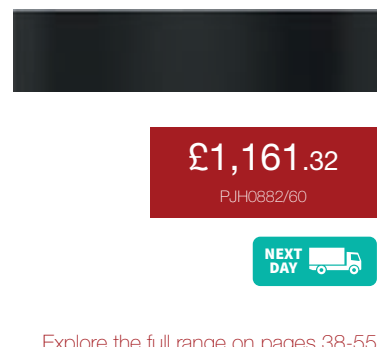 £1,161.32
PJH0882/60
NEXT
DAY
Explore the full range on pages 38-55